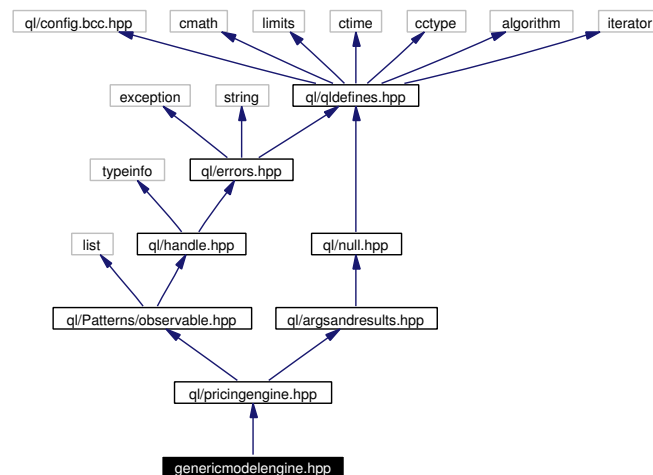 ql/config.bcc.hpp
cmath
limits
ctime
cctype
algorithm
iterator
exception
string
ql/qldefines.hpp
typeinfo
ql/errors.hpp
list
ql/handle.hpp
ql/null.hpp
ql/Patterns/observable.hpp
ql/argsandresults.hpp
ql/pricingengine.hpp
genericmodelengine.hpp